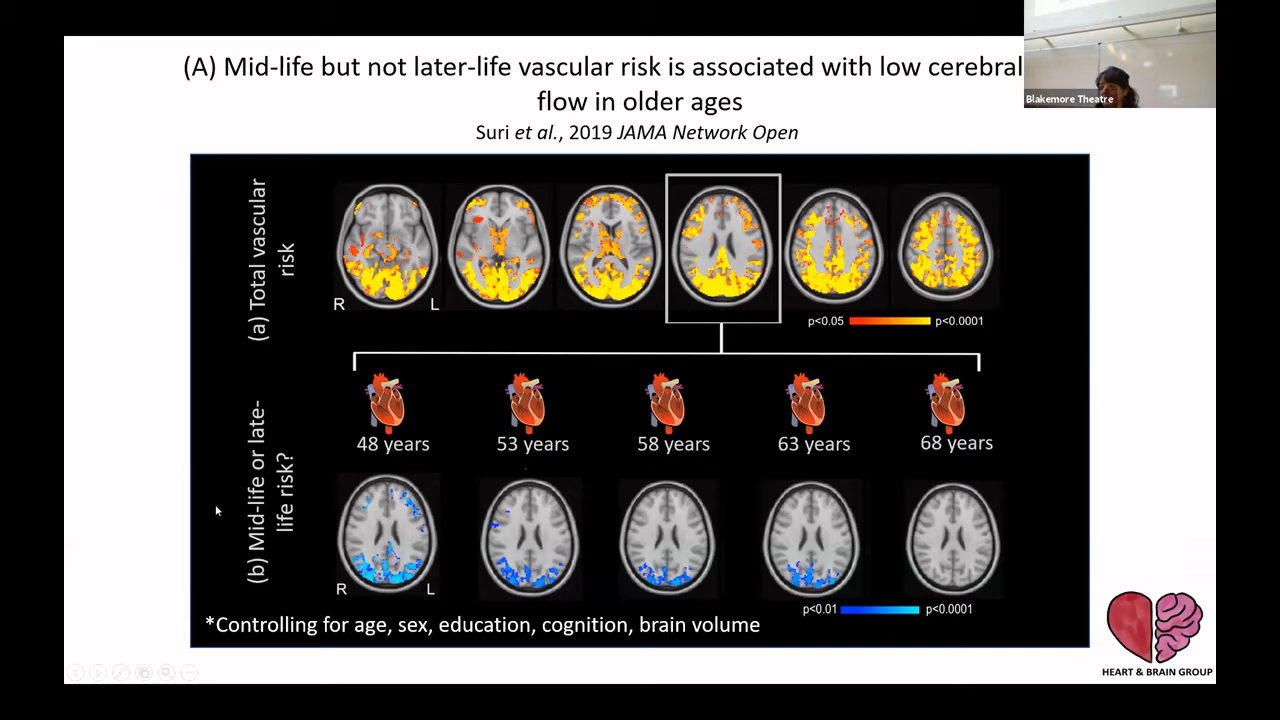 (A) Mid-life but not later-life vascular risk is associated with low cerebral
flow in older ages
Suri et al., 2019 JAMA Network Open
Blakemore Theatre
(a) Total vascular
risk
R
L
p<0.05
p<0.0001
48 years
53 years
58 years
63 years
68 years
(b) Mid-life or late-
life risk?
R
L
p<0.01
p<0.0001
*Controlling for age, sex, education, cognition, brain volume
HEART & BRAIN GROUP